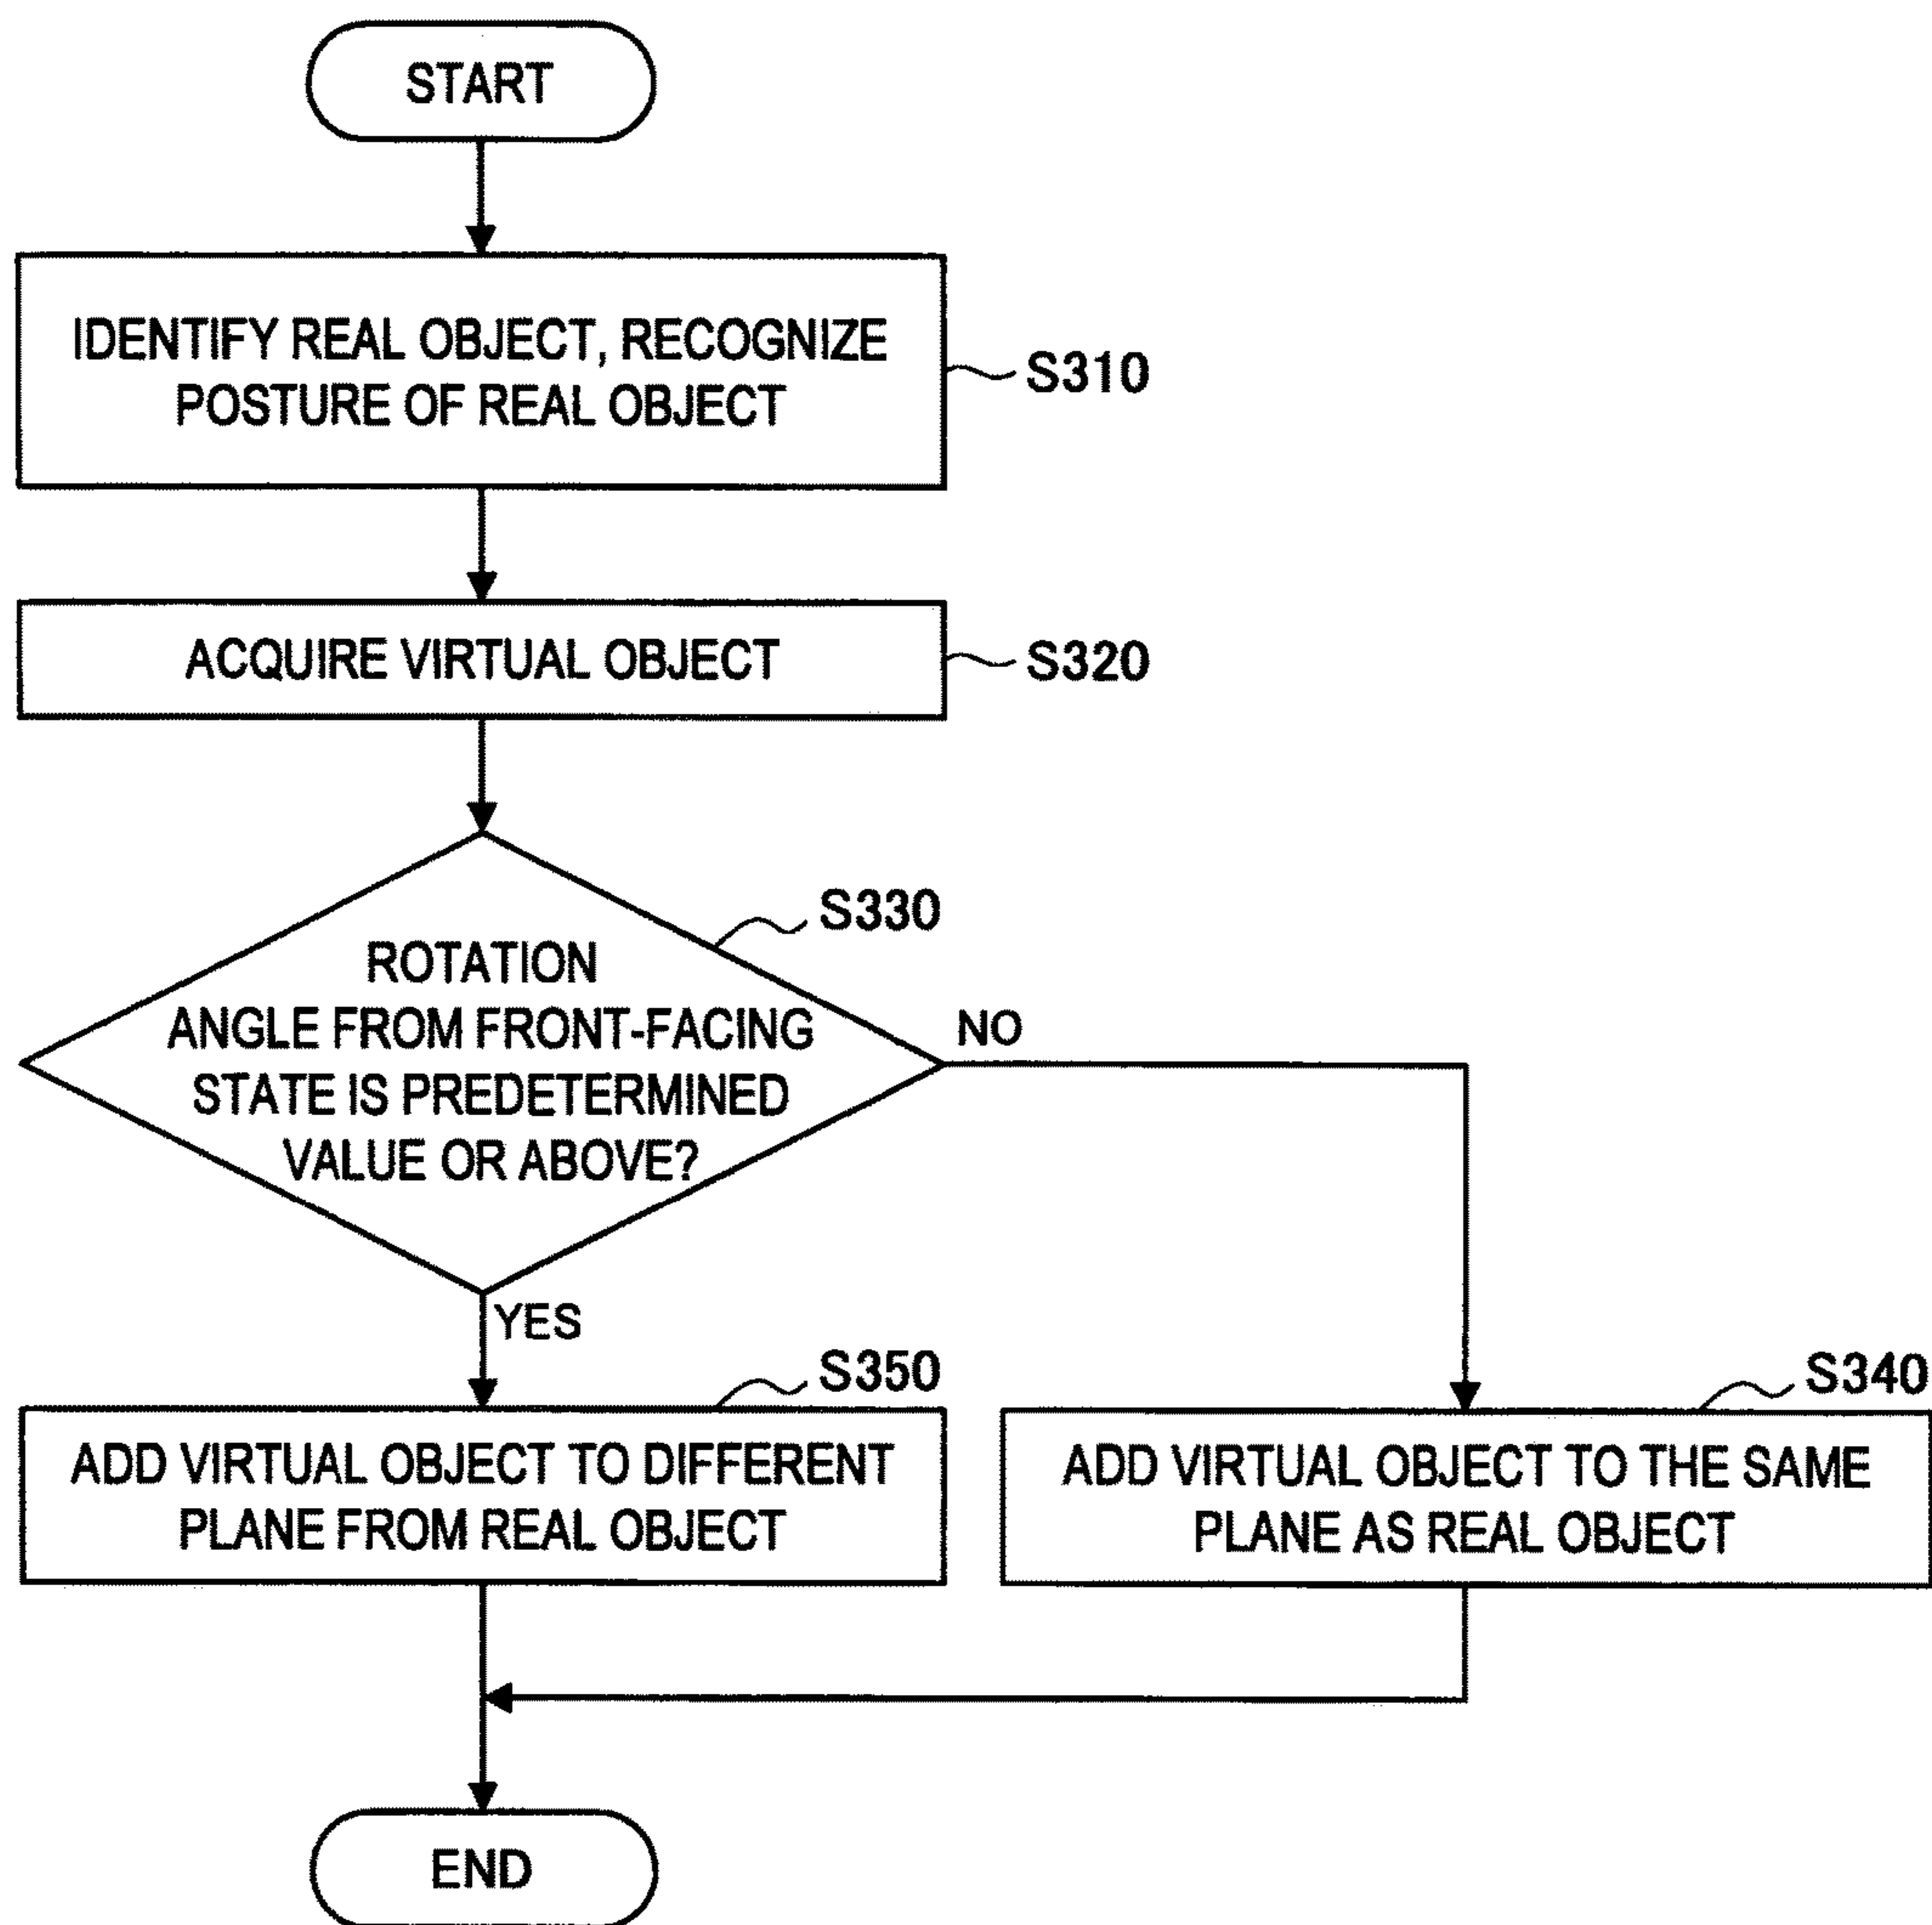 START
IDENTIFY REAL OBJECT, RECOGNIZE
POSTURE OF REAL OBJECT
S310
ACQUIRE VIRTUAL OBJECT
S320
S330
ROTATION
ANGLE FROM FRONT-FACING
STATE IS PREDETERMINED
VALUE OR ABOVE?
NO
YES
S350
ADD VIRTUAL OBJECT TO DIFFERENT
PLANE FROM REAL OBJECT
S340
ADD VIRTUAL OBJECT TO THE SAME
PLANE AS REAL OBJECT
END